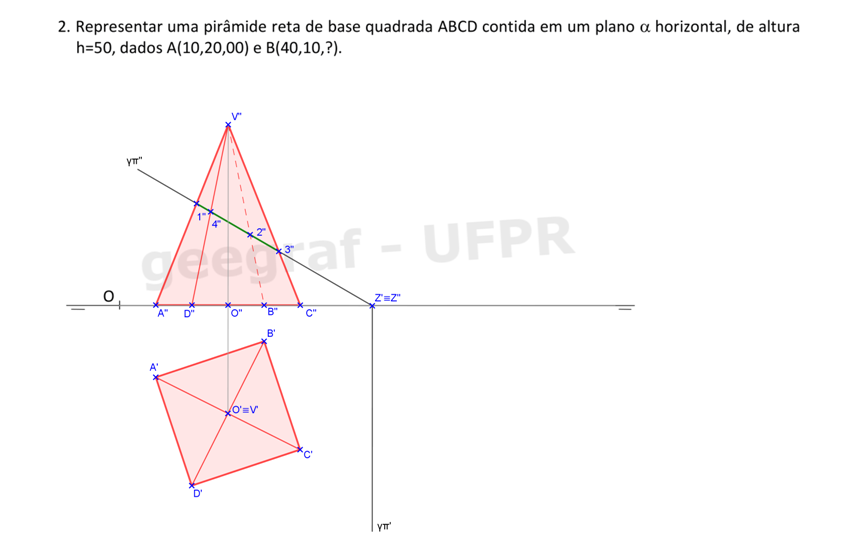 2. Representar uma pirâmide reta de base quadrada ABCD contida em um plano α horizontal, de altura
h=50, dados A(10,20,00) e B(40,10,?).
V"
γπ"
1"
4"
2"
3"
geegraf - UFPR
O
Z'≡Z"
A"
D"
O"
B"
C"
B'
A'
O'≡V'
C'
D'
γπ'